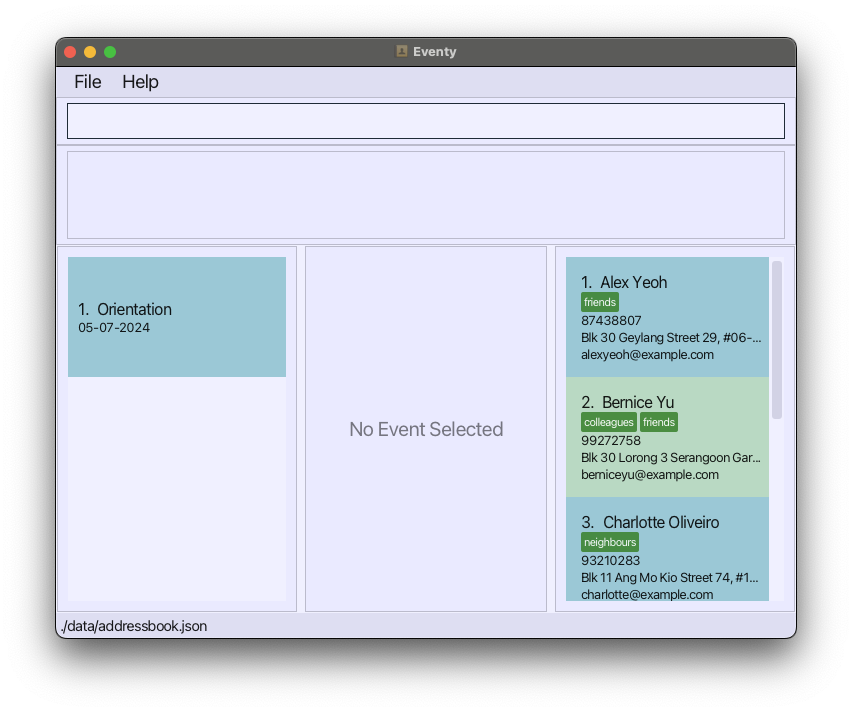 Eventy
File Help
1. Orientation
05-07-2024
No Event Selected
1. Alex Yeoh
friends
87438807
Blk 30 Geylang Street 29, #06-...
alexyeoh@example.com
2. Bernice Yu
colleagues friends
99272758
Blk 30 Lorong 3 Serangoon Gar...
berniceyu@example.com
3. Charlotte Oliveiro
neighbours
93210283
Blk 11 Ang Mo Kio Street 74, #1...
charlotte@example.com
./data/addressbook.json